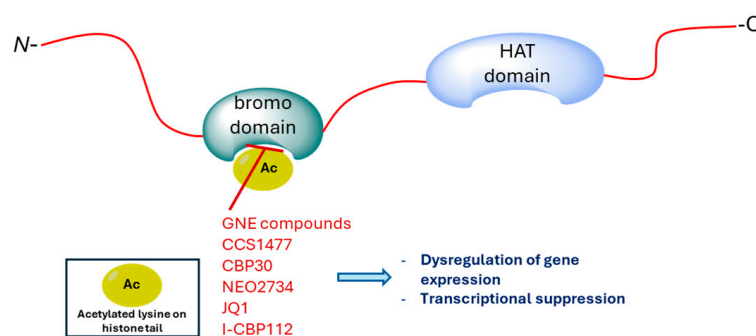 N-
-C
HAT
domain
bromo
domain
Ac
GNE compounds
CCS1477
CBP30
NEO2734
JQ1
I-CBP112
Ac
Acetylated lysine on
histone tail
- Dysregulation of gene
expression
- Transcriptional suppression